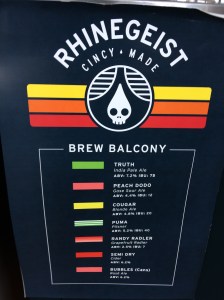 RHINEGEIST
CINCY • MADE
BREW BALCONY
TRUTH
India Pale Ale
ABV: 7.2% IBU: 75
PEACH DODO
Gose Sour Ale
COUGAR
Blonde Ale
PUMA
Pilsner
RANDY RADLER
Grapefruit Radler
SEMI DRY
Cider
BUBBLES (Cans)
Rosé Ale